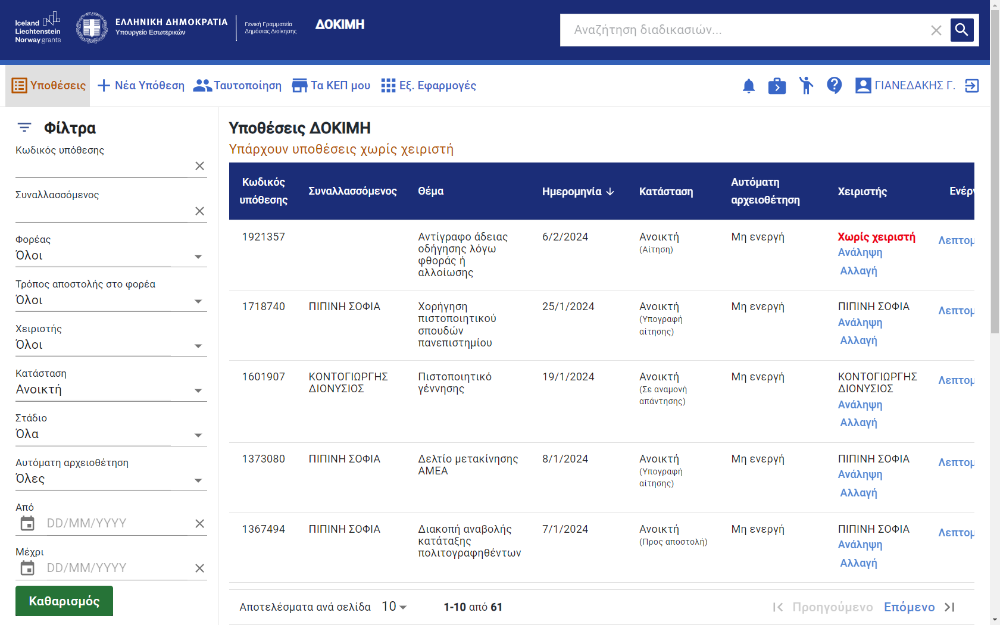 Iceland
Liechtenstein
Norway grants
ΕΛΛΗΝΙΚΗ ΔΗΜΟΚΡΑΤΙΑ
Υπουργείο Εσωτερικών
Γενική Γραμματεία
Δημόσιας Διοίκησης
ΔΟΚΙΜΗ
Αναζήτηση διαδικασιών...
Υποθέσεις
Νέα Υπόθεση
Ταυτοποίηση
Τα ΚΕΠ μου
Εξ. Εφαρμογές
ΓΙΑΝΕΔΑΚΗΣ Γ.
Φίλτρα
Κωδικός υπόθεσης
Συναλλασσόμενος
Φορέας
Όλοι
Τρόπος αποστολής στο φορέα
Όλοι
Χειριστής
Όλοι
Κατάσταση
Ανοικτή
Στάδιο
Όλα
Αυτόματη αρχειοθέτηση
Όλες
Από
DD/MM/YYYY
Μέχρι
DD/MM/YYYY
Καθαρισμός
Υποθέσεις ΔΟΚΙΜΗ
Υπάρχουν υποθέσεις χωρίς χειριστή
Κωδικός
υπόθεσης
Συναλλασσόμενος
Θέμα
Ημερομηνία
Κατάσταση
Αυτόματη
αρχειοθέτηση
Χειριστής
Ενέργ
1921357
Αντίγραφο άδειας
οδήγησης λόγω
φθοράς ή
αλλοίωσης
6/2/2024
Ανοικτή
(Αίτηση)
Μη ενεργή
Χωρίς χειριστή
Ανάληψη
Αλλαγή
Λεπτομ
1718740
ΠΙΠΙΝΗ ΣΟΦΙΑ
Χορήγηση
πιστοποιητικού
σπουδών
πανεπιστημίου
25/1/2024
Ανοικτή
(Υπογραφή
αίτησης)
Μη ενεργή
ΠΙΠΙΝΗ ΣΟΦΙΑ
Ανάληψη
Αλλαγή
Λεπτομ
1601907
ΚΟΝΤΟΓΙΩΡΓΗΣ
ΔΙΟΝΥΣΙΟΣ
Πιστοποιητικό
γέννησης
19/1/2024
Ανοικτή
(Σε αναμονή
απάντησης)
Μη ενεργή
ΚΟΝΤΟΓΙΩΡΓΗΣ
ΔΙΟΝΥΣΙΟΣ
Ανάληψη
Αλλαγή
Λεπτομ
1373080
ΠΙΠΙΝΗ ΣΟΦΙΑ
Δελτίο μετακίνησης
ΑΜΕΑ
8/1/2024
Ανοικτή
(Υπογραφή
αίτησης)
Μη ενεργή
ΠΙΠΙΝΗ ΣΟΦΙΑ
Ανάληψη
Αλλαγή
Λεπτομ
1367494
ΠΙΠΙΝΗ ΣΟΦΙΑ
Διακοπή αναβολής
κατάταξης
πολιτογραφηθέντων
7/1/2024
Ανοικτή
(Προς αποστολή)
Μη ενεργή
ΠΙΠΙΝΗ ΣΟΦΙΑ
Ανάληψη
Αλλαγή
Λεπτομ
Αποτελέσματα ανά σελίδα
10
1-10 από 61
Προηγούμενο
Επόμενο